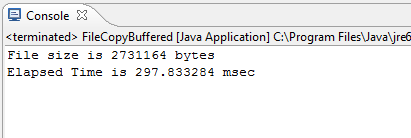 Console
<terminated> FileCopyBuffered [Java Application] C:\Program Files\Java\jre6
File size is 2731164 bytes
Elapsed Time is 297.833284 msec